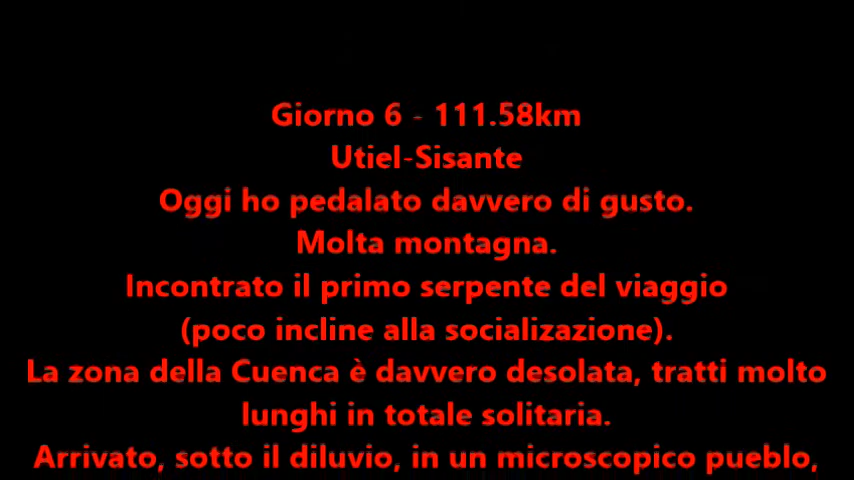 Giorno 6 - 111.58km
Utiel-Sisante
Oggi ho pedalato davvero di gusto.
Molta montagna.
Incontrato il primo serpente del viaggio
(poco incline alla socializazione).
La zona della Cuenca è davvero desolata, tratti molto
lunghi in totale solitaria.
Arrivato, sotto il diluvio, in un microscopico pueblo,